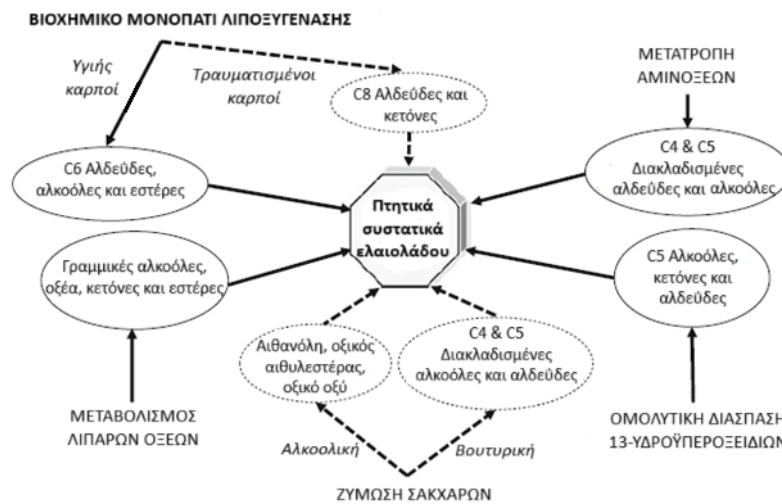 ΒΙΟΧΗΜΙΚΟ ΜΟΝΟΠΑΤΙ ΛΙΠΟΞΥΓΕΝΑΣΗΣ
Υγιής
καρποί
Τραυματισμένοι
καρποί
C8 Αλδεΰδες και
κετόνες
ΜΕΤΑΤΡΟΠΗ
ΑΜΙΝΟΞΕΩΝ
C6 Αλδεΰδες,
αλκοόλες και εστέρες
C4 & C5
Διακλαδισμένες
αλδεΰδες και αλκοόλες
Πτητικά
συστατικά
ελαιολάδου
Γραμμικές αλκοόλες,
οξέα, κετόνες και εστέρες
C5 Αλκοόλες,
κετόνες και
αλδεΰδες
Αιθανόλη, οξικός
αιθυλεστέρας,
οξικό οξύ
C4 & C5
Διακλαδισμένες
αλκοόλες και αλδεΰδες
ΜΕΤΑΒΟΛΙΣΜΟΣ
ΛΙΠΑΡΩΝ ΟΞΕΩΝ
Αλκοολική
Βουτυρική
ΟΜΟΛΥΤΙΚΗ ΔΙΑΣΠΑΣΗ
13-ΥΔΡΟΫΠΕΡΟΞΕΙΔΙΩΝ
ΖΥΜΩΣΗ ΣΑΚΧΑΡΩΝ